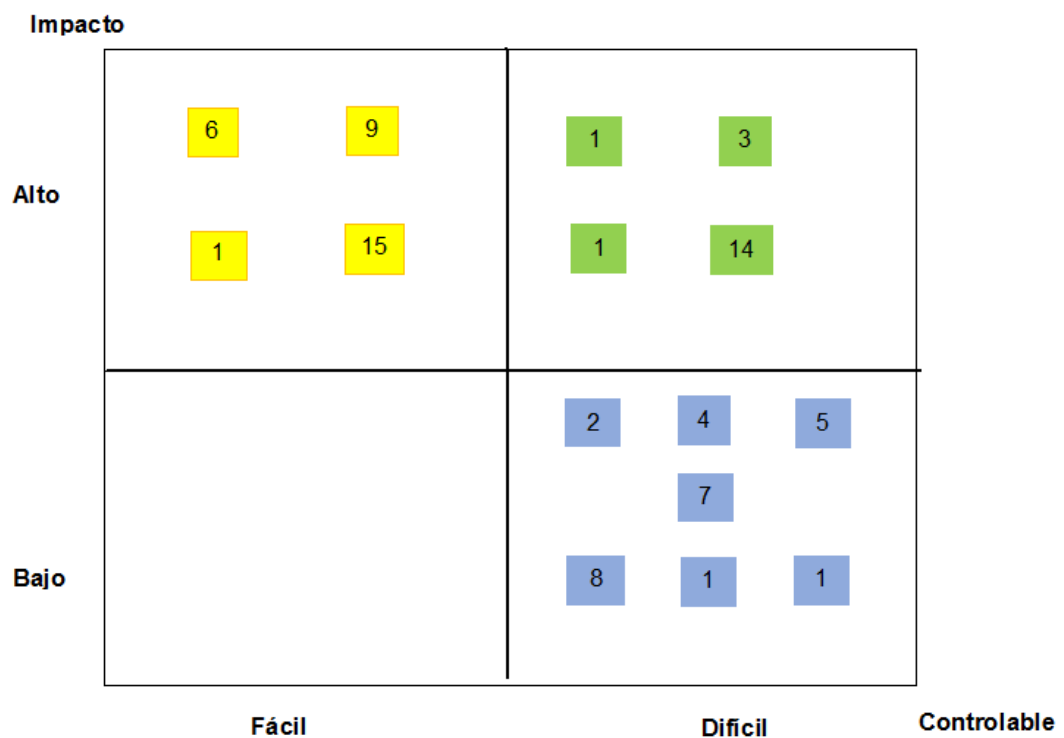 Impacto
6 9 1 3
Alto
1 15 1 14
2 4 5
7
Bajo
8 1 1
Fácil Difícil Controlable